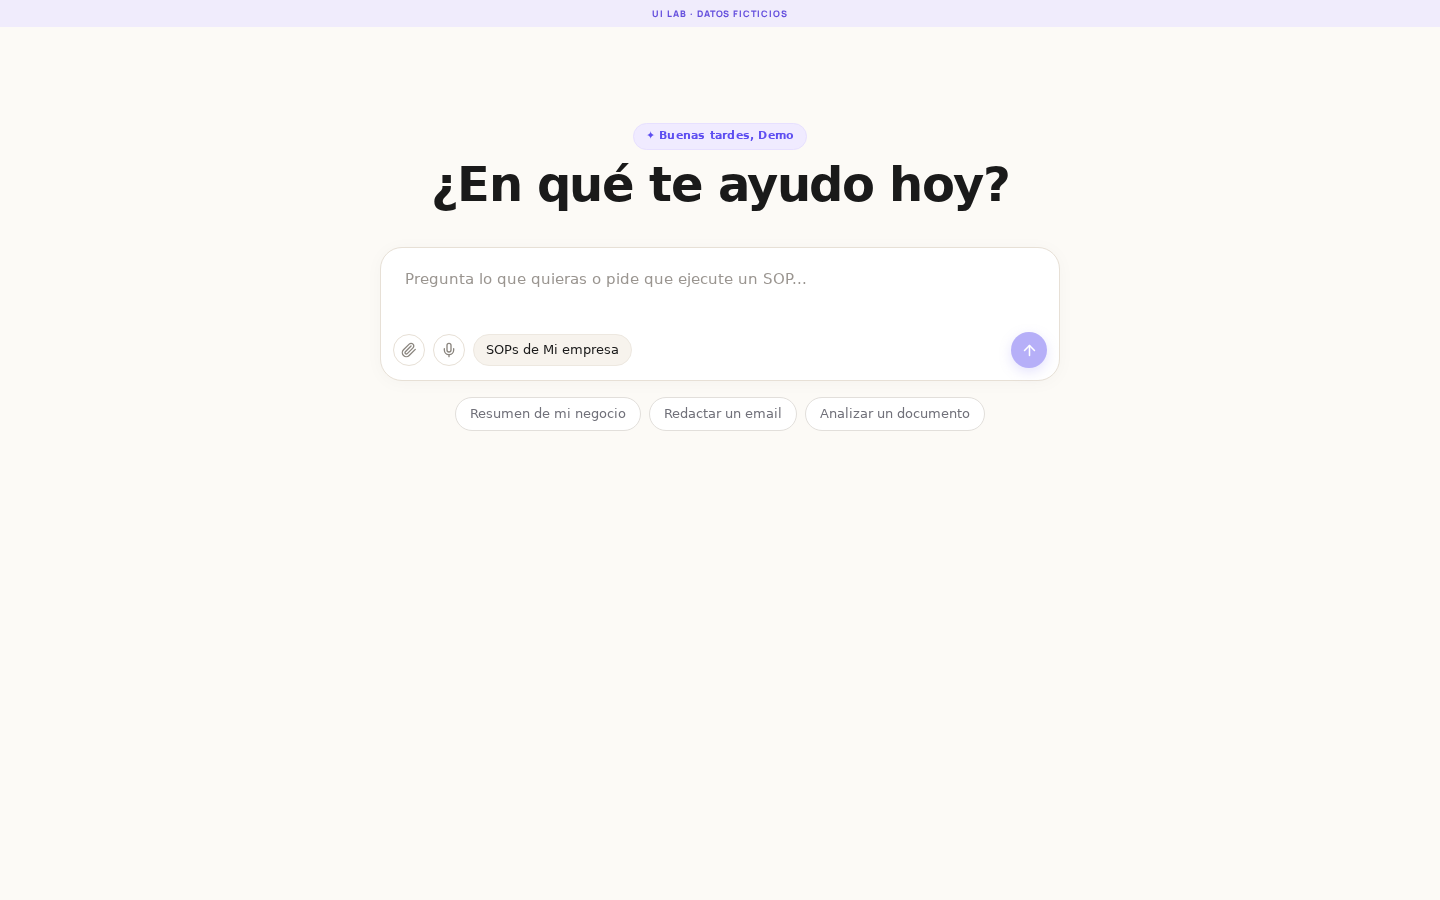 UI LAB · DATOS FICTICIOS
✦ Buenas tardes, Demo
¿En qué te ayudo hoy?
Pregunta lo que quieras o pide que ejecute un SOP...
SOPs de Mi empresa
Resumen de mi negocio
Redactar un email
Analizar un documento